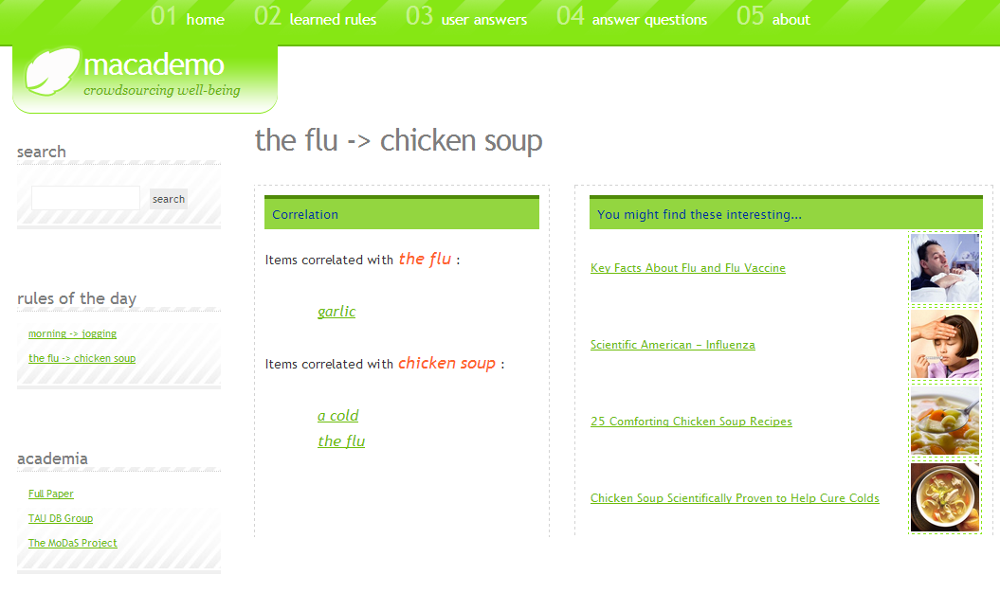 01 home 02 learned rules 03 user answers 04 answer questions 05 about
macademo
crowdsourcing well-being
search
search
rules of the day
morning -> jogging
the flu -> chicken soup
academia
Full Paper
TAU DB Group
The MoDaS Project
the flu -> chicken soup
Correlation
Items correlated with the flu :
garlic
Items correlated with chicken soup :
a cold
the flu
You might find these interesting...
Key Facts About Flu and Flu Vaccine
Scientific American - Influenza
25 Comforting Chicken Soup Recipes
Chicken Soup Scientifically Proven to Help Cure Colds